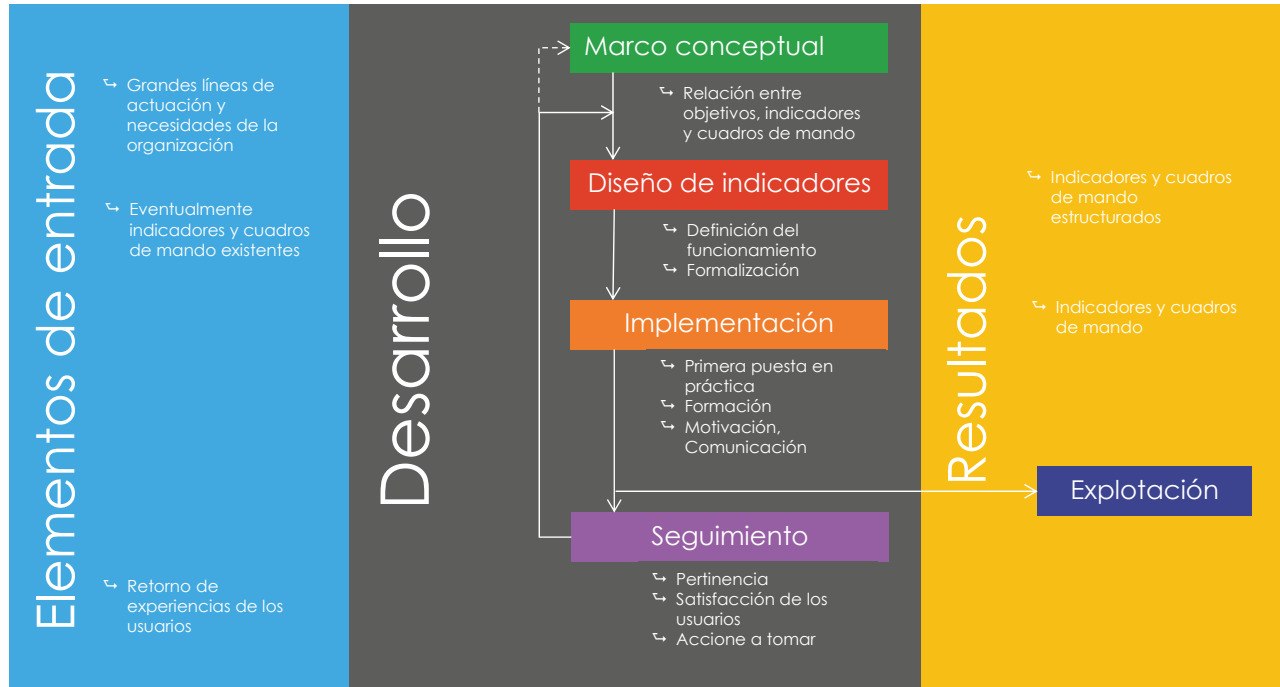 Elementos de entrada
⮡ Grandes líneas de
actuación y
necesidades de la
organización
⮡ Eventualmente
indicadores y cuadros
de mando existentes
⮡ Retorno de
experiencias de los
usuarios
Desarrollo
Marco conceptual
⮡ Relación entre
objetivos, indicadores
y cuadros de mando
Diseño de indicadores
⮡ Definición del
funcionamiento
⮡ Formalización
Implementación
⮡ Primera puesta en
práctica
⮡ Formación
⮡ Motivación,
Comunicación
Seguimiento
⮡ Pertinencia
⮡ Satisfacción de los
usuarios
⮡ Accione a tomar
Resultados
⮡ Indicadores y cuadros
de mando
estructurados
⮡ Indicadores y cuadros
de mando
Explotación